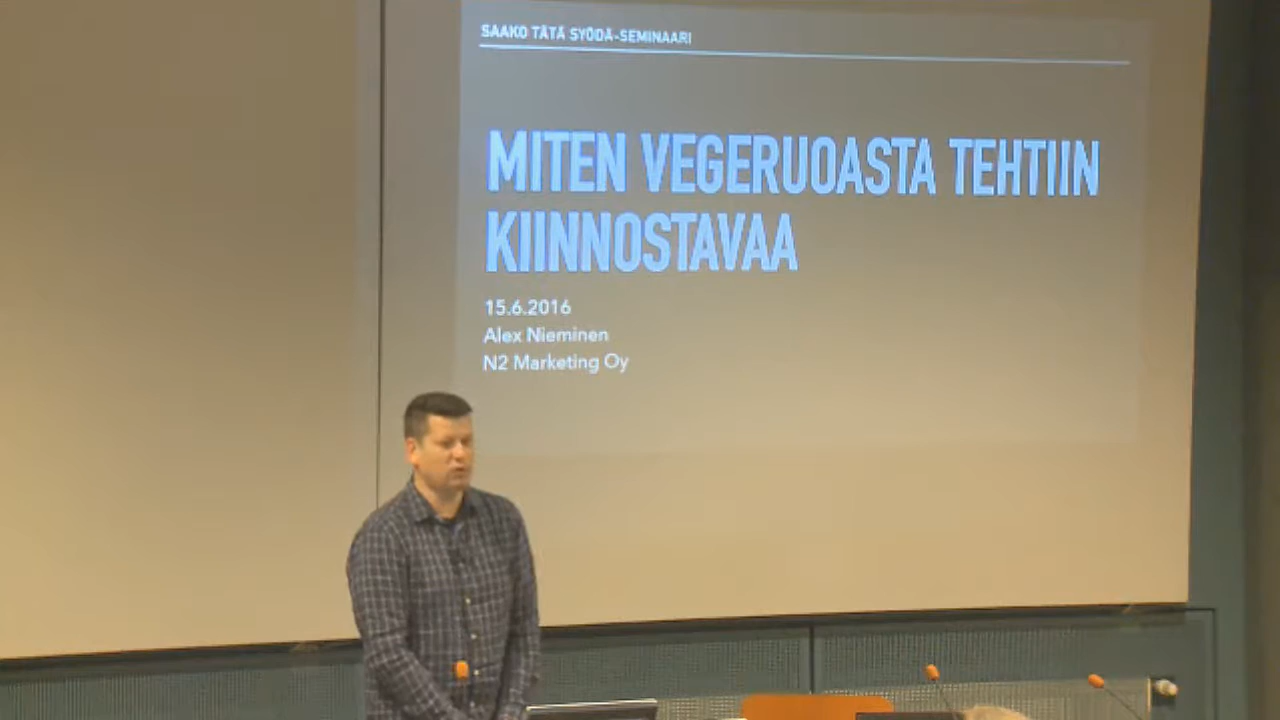 SAAKO TÄTÄ SYÖDÄ-SEMINAARI
MITEN VEGERUOASTA TEHTIIN
KIINNOSTAVAA
15.6.2016
Alex Nieminen
N2 Marketing Oy